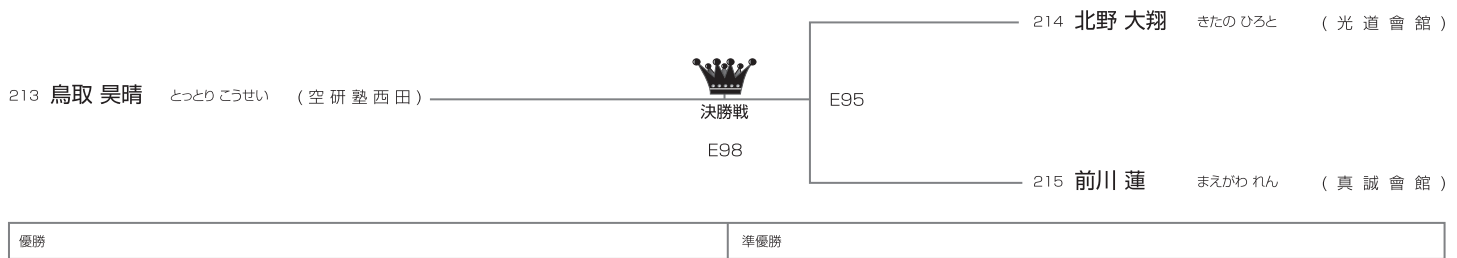 214 北野 大翔 きたの ひろと (光道會舘)
213 鳥取 昊晴 とっとり こうせい (空研塾西田)
決勝戦
E95
E98
215 前川 蓮 まえがわ れん (真誠會館)
優勝 準優勝